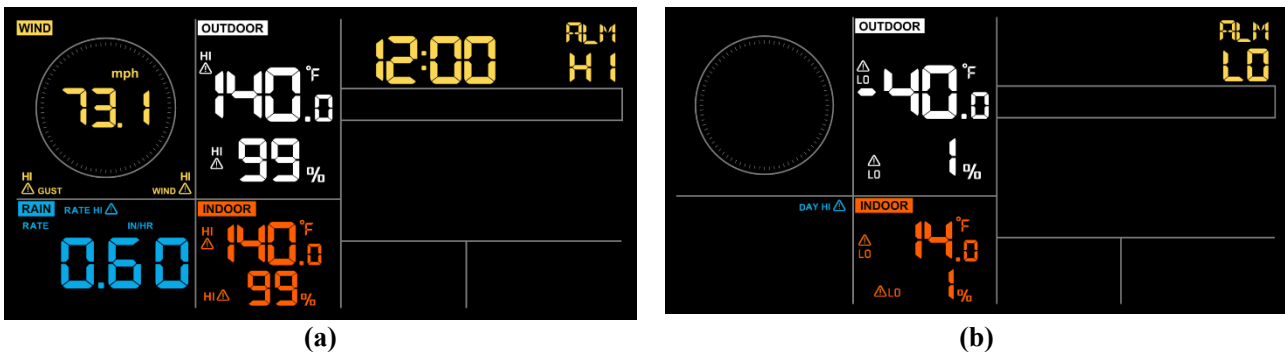 WIND
mph
73.1
HI
GUST
HI
WIND
RAIN
RATE HI
RATE
IN/HR
0.60
OUTDOOR
HI
140.0 °F
HI
99 %
INDOOR
HI
140.0 °F
HI
99 %
12:00
ALM
HI
(a)
OUTDOOR
LO
-40.0 °F
LO
1 %
DAY HI
INDOOR
LO
14.0 °F
LO
1 %
ALM
LO
(b)